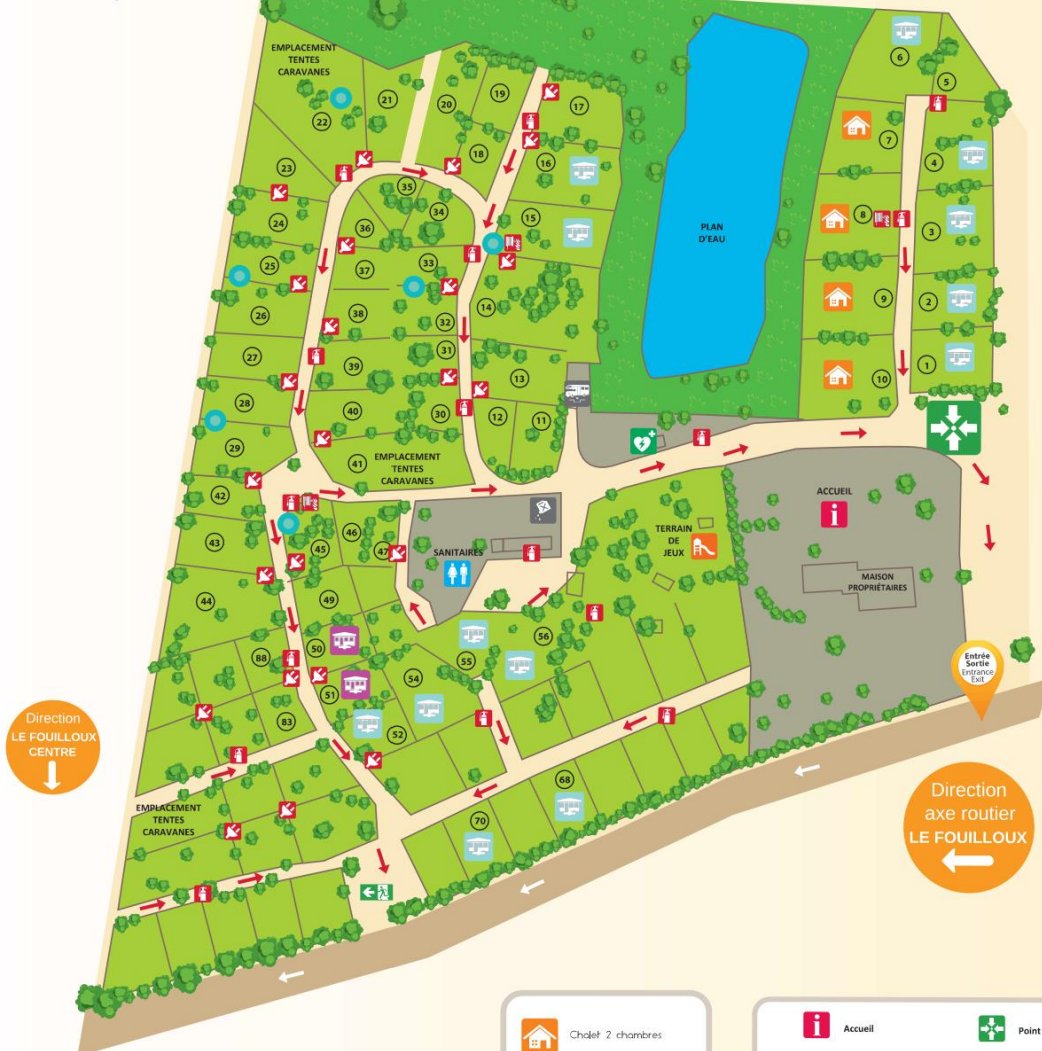 EMPLACEMENT
TENTES
CARAVANES
6
5
21
20
19
17
22
7
18
16
4
23
35
34
15
8
3
24
36
PLAN
D'EAU
33
25
37
9
2
26
38
32
14
31
27
39
13
1
10
28
40
30
12
11
29
41
EMPLACEMENT
TENTES
CARAVANES
42
ACCUEIL
i
46
45
47
43
SANITAIRES
TERRAIN
DE
JEUX
MAISON
PROPRIÉTAIRES
44
49
50
56
88
55
Entrée
Sortie
Entrance
Exit
51
54
83
52
Direction
LE FOUILLOUX
CENTRE
68
EMPLACEMENT
TENTES
CARAVANES
70
Direction
axe routier
LE FOUILLOUX
Chalet 2 chambres
i
Accueil
Point